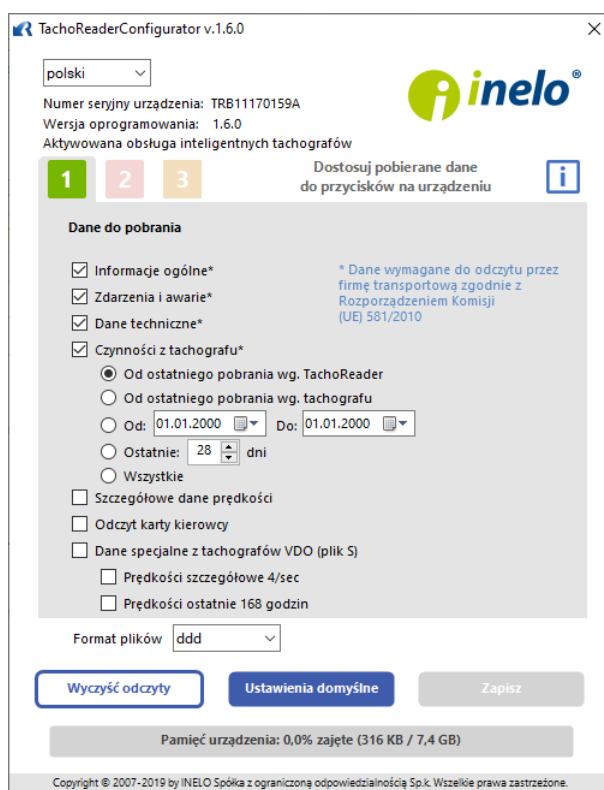 TachoReaderConfigurator v.1.6.0
polski
inelo®
Numer seryjny urządzenia: TRB11170159A
Wersja oprogramowania: 1.6.0
Aktywowana obsługa inteligentnych tachografów
1 2 3
Dostosuj pobierane dane
do przycisków na urządzeniu
i
Dane do pobrania
Informacje ogólne*
Zdarzenia i awarie*
Dane techniczne*
* Dane wymagane do odczytu przez
firmę transportową zgodnie z
Rozporządzeniem Komisji
(UE) 581/2010
Czynności z tachografu*
Od ostatniego pobrania wg. TachoReader
Od ostatniego pobrania wg. tachografu
Od: 01.01.2000 Do: 01.01.2000
Ostatnie: 28 dni
Wszystkie
Szczegółowe dane prędkości
Odczyt karty kierowcy
Dane specjalne z tachografów VDO (plik S)
Prędkości szczegółowe 4/sec
Prędkości ostatnie 168 godzin
Format plików ddd
Wyczyść odczyty Ustawienia domyślne Zapisz
Pamięć urządzenia: 0,0% zajęte (316 KB / 7,4 GB)
Copyright © 2007-2019 by INELO Spółka z ograniczoną odpowiedzialnością Sp.k. Wszelkie prawa zastrzeżone.